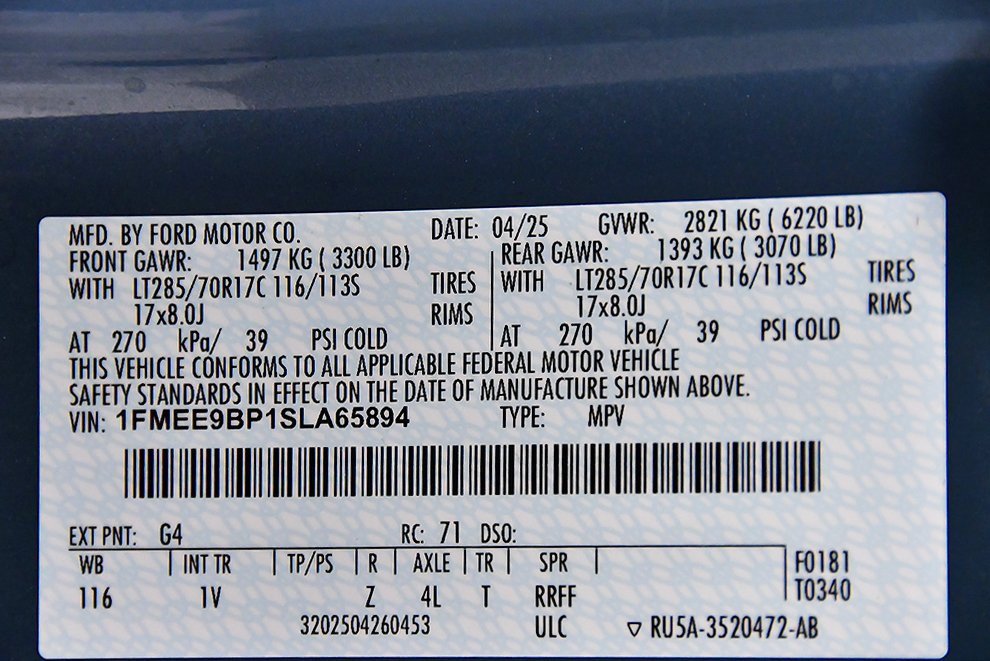 MFD. BY FORD MOTOR CO. DATE: 04/25 GVWR: 2821 KG ( 6220 LB)
FRONT GAWR: 1497 KG ( 3300 LB) REAR GAWR: 1393 KG ( 3070 LB)
WITH LT285/70R17C 116/113S TIRES WITH LT285/70R17C 116/113S TIRES
17x8.0J RIMS 17x8.0J RIMS
AT 270 kPa/ 39 PSI COLD AT 270 kPa/ 39 PSI COLD
THIS VEHICLE CONFORMS TO ALL APPLICABLE FEDERAL MOTOR VEHICLE
SAFETY STANDARDS IN EFFECT ON THE DATE OF MANUFACTURE SHOWN ABOVE.
VIN: 1FMEE9BP1SLA65894 TYPE: MPV
EXT PNT: G4 RC: 71 DSO:
WB INT TR TP/PS R AXLE TR SPR F0181
116 1V Z 4L T RRFF T0340
3202504260453 ULC ▽ RU5A-3520472-AB